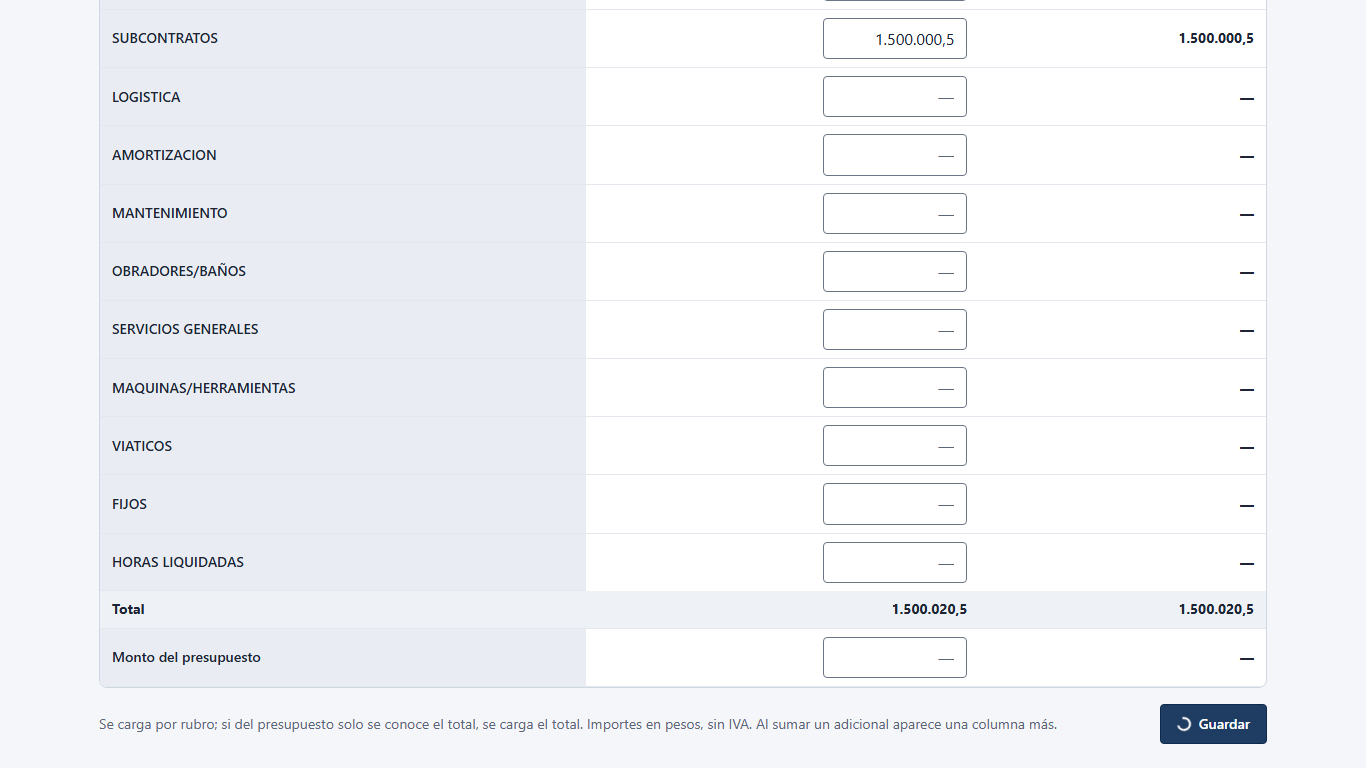 SUBCONTRATOS 1.500.000,5 1.500.000,5
LOGISTICA — —
AMORTIZACION — —
MANTENIMIENTO — —
OBRADORES/BAÑOS — —
SERVICIOS GENERALES — —
MAQUINAS/HERRAMIENTAS — —
VIATICOS — —
FIJOS — —
HORAS LIQUIDADAS — —
Total 1.500.020,5 1.500.020,5
Monto del presupuesto — —
Se carga por rubro; si del presupuesto solo se conoce el total, se carga el total. Importes en pesos, sin IVA. Al sumar un adicional aparece una columna más. Guardar